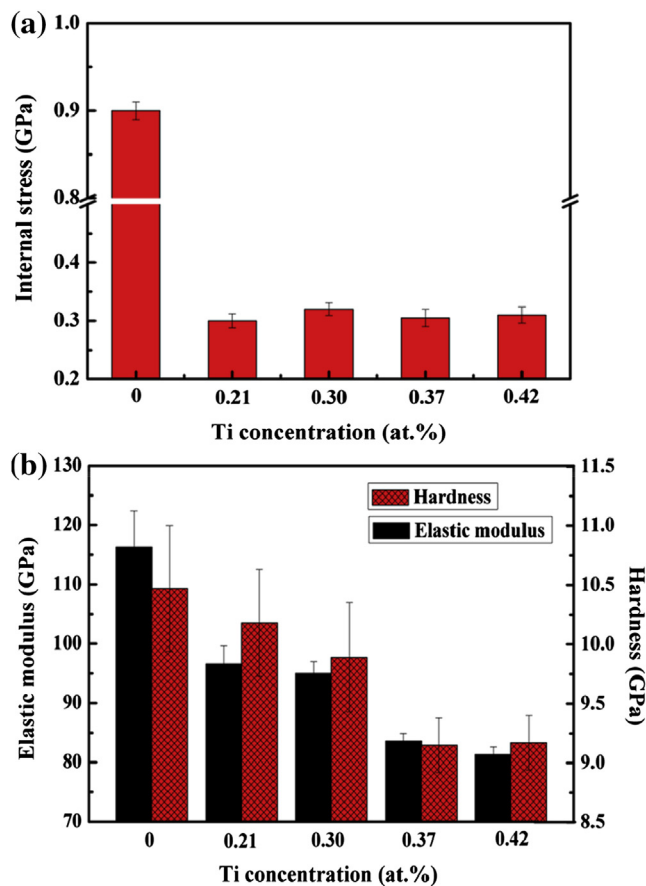 (a)
1.0
0.9
0.8
0.4
0.3
0.2
Internal stress (GPa)
0 0.21 0.30 0.37 0.42
Ti concentration (at.%)
(b)
130
120
110
100
90
80
70
Elastic modulus (GPa)
Hardness
Elastic modulus
11.5
11.0
10.5
10.0
9.5
9.0
8.5
Hardness (GPa)
0 0.21 0.30 0.37 0.42
Ti concentration (at.%)